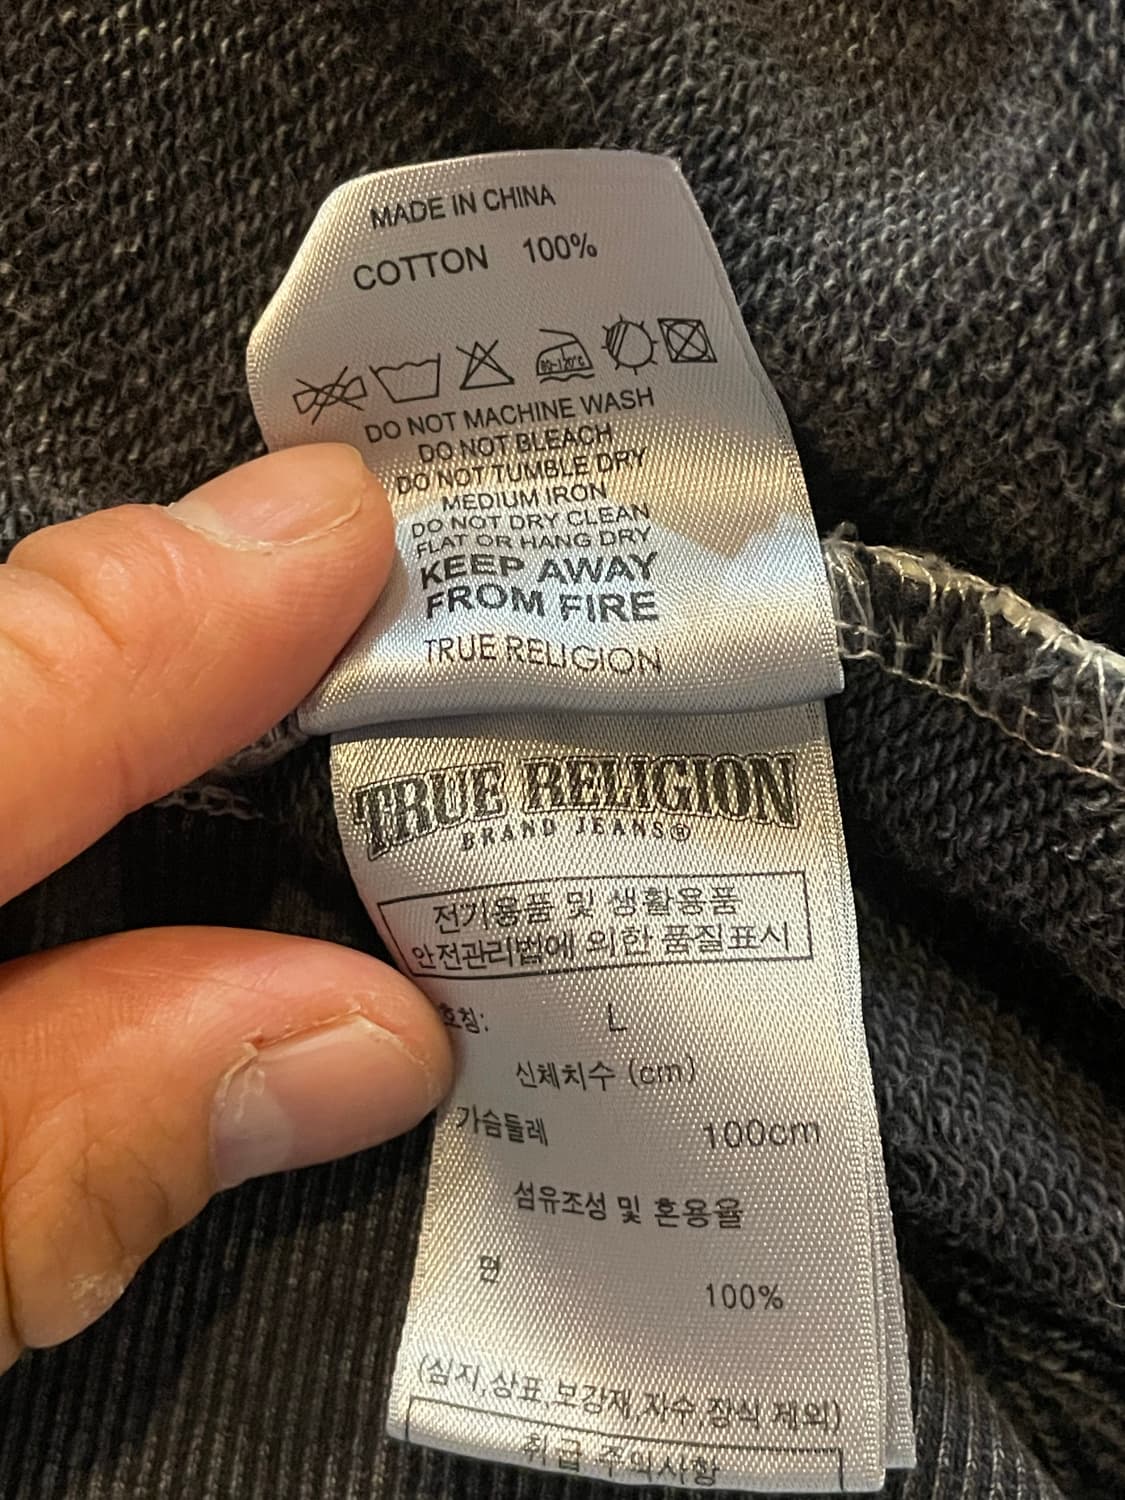 MADE IN CHINA
COTTON 100%
80-120℃
DO NOT MACHINE WASH
DO NOT BLEACH
DO NOT TUMBLE DRY
MEDIUM IRON
DO NOT DRY CLEAN
FLAT OR HANG DRY
KEEP AWAY
FROM FIRE
TRUE RELIGION
TRUE RELIGION
BRAND JEANS®
전기용품 및 생활용품
안전관리법에 의한 품질표시
호칭: L
신체치수 (cm)
가슴둘레 100cm
섬유조성 및 혼용율
면 100%
(심지,상표,보강재,자수,장식 제외)
취급 주의사항